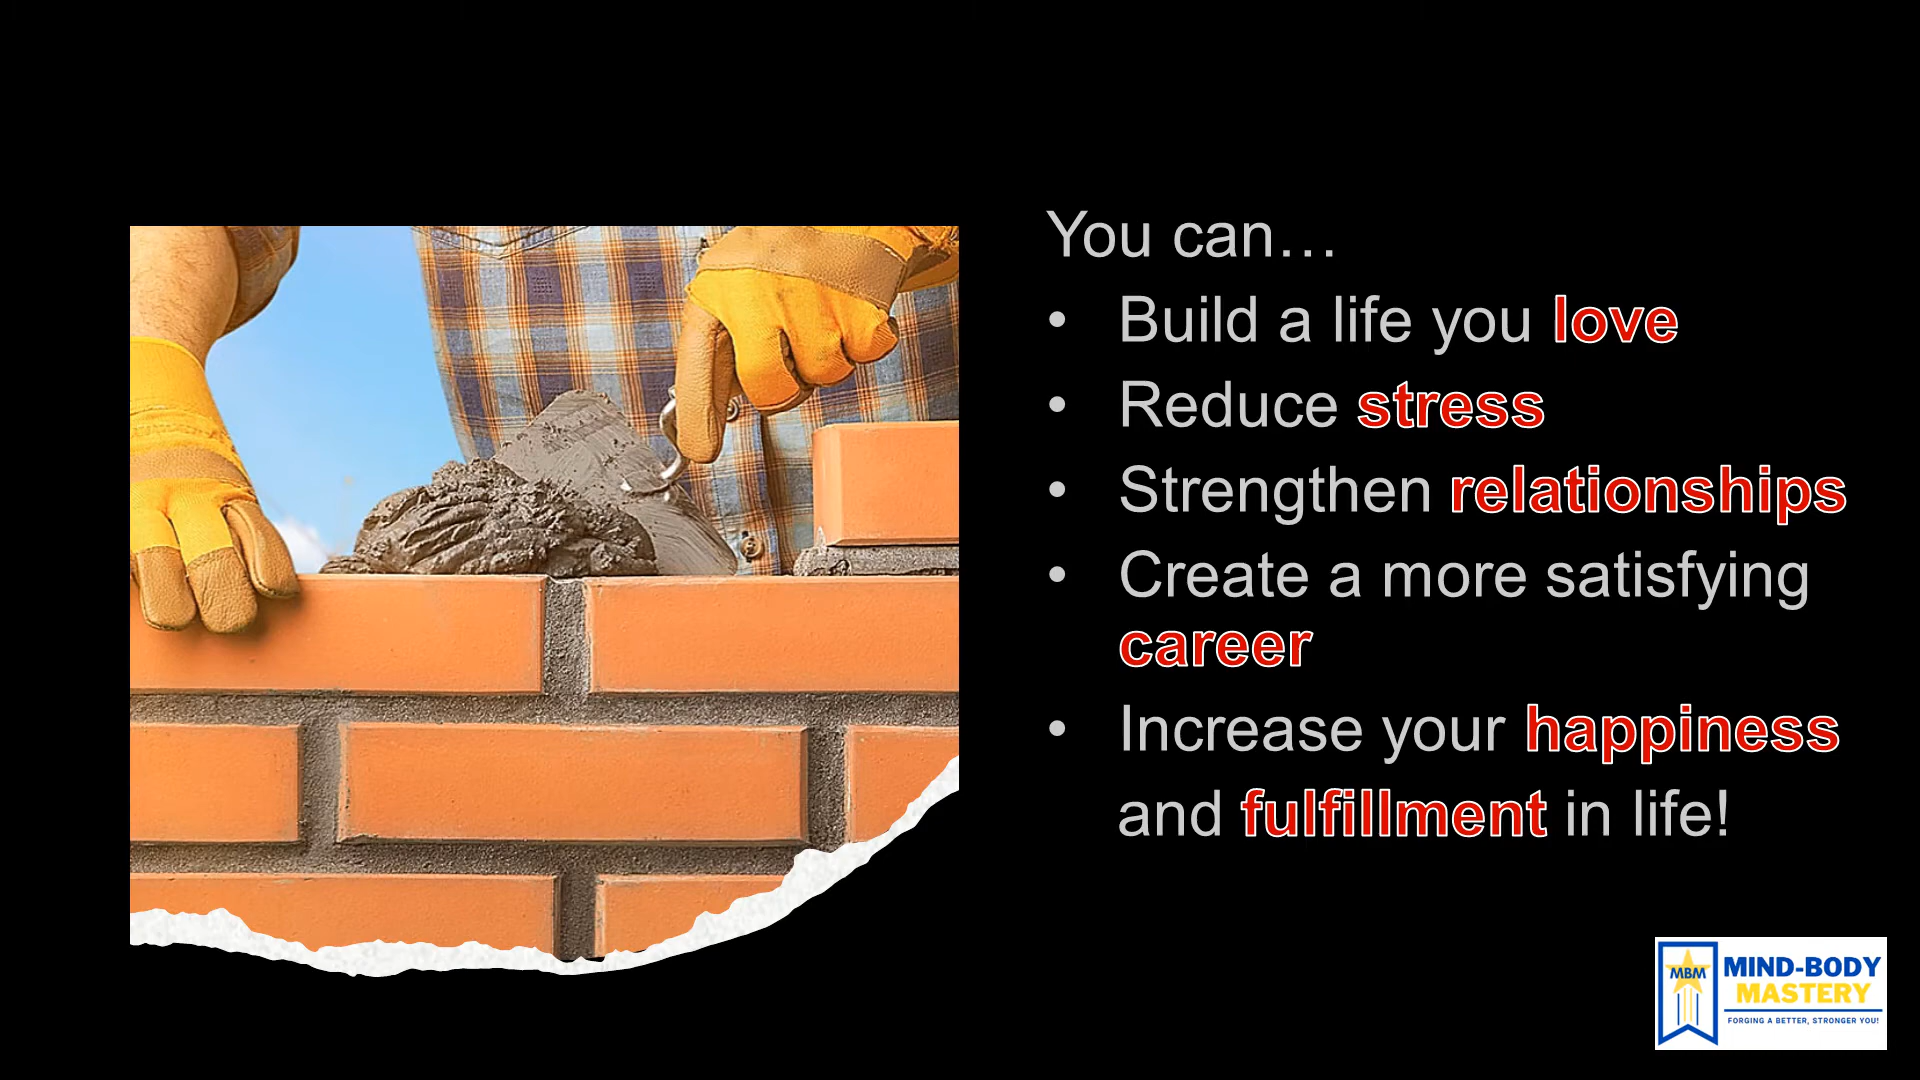 You can…
• Build a life you love
• Reduce stress
• Strengthen relationships
• Create a more satisfying
career
• Increase your happiness
and fulfillment in life!
MBM
MIND-BODY
MASTERY
FORGING A BETTER, STRONGER YOU!